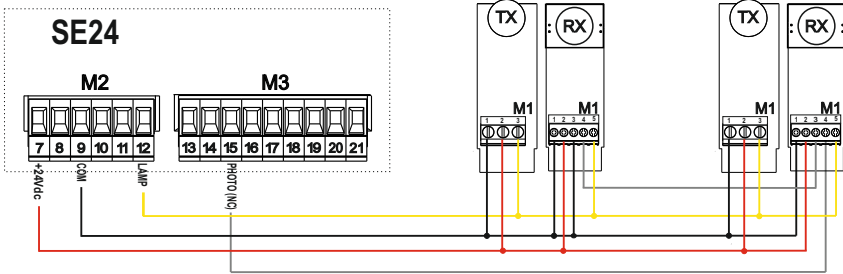 SE24
M2 M3
7 8 9 10 11 12 13 14 15 16 17 18 19 20 21
+24Vdc COM LAMP PHOTO (NC)
TX RX TX RX
M1 M1 M1 M1
1 2 3 1 2 3 4 5 1 2 3 1 2 3 4 5